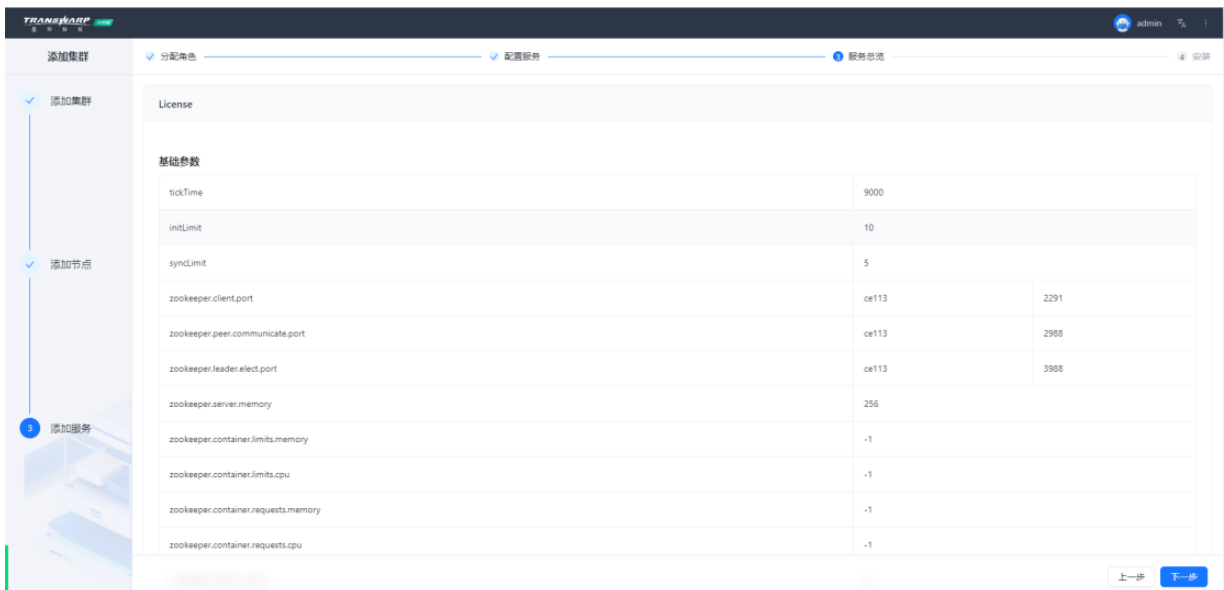 TRANSWARP
星环科技
admin
添加集群
分配角色
配置服务
3 服务总览
4 安装
添加集群
添加节点
3 添加服务
License
基础参数
tickTime 9000
initLimit 10
syncLimit 5
zookeeper.client.port ce113 2291
zookeeper.peer.communicate.port ce113 2988
zookeeper.leader.elect.port ce113 3988
zookeeper.server.memory 256
zookeeper.container.limits.memory -1
zookeeper.container.limits.cpu -1
zookeeper.container.requests.memory -1
zookeeper.container.requests.cpu -1
上一步
下一步